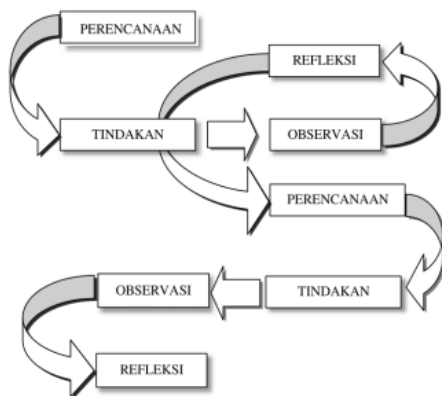 PERENCANAAN
REFLEKSI
TINDAKAN
OBSERVASI
PERENCANAAN
OBSERVASI
TINDAKAN
REFLEKSI